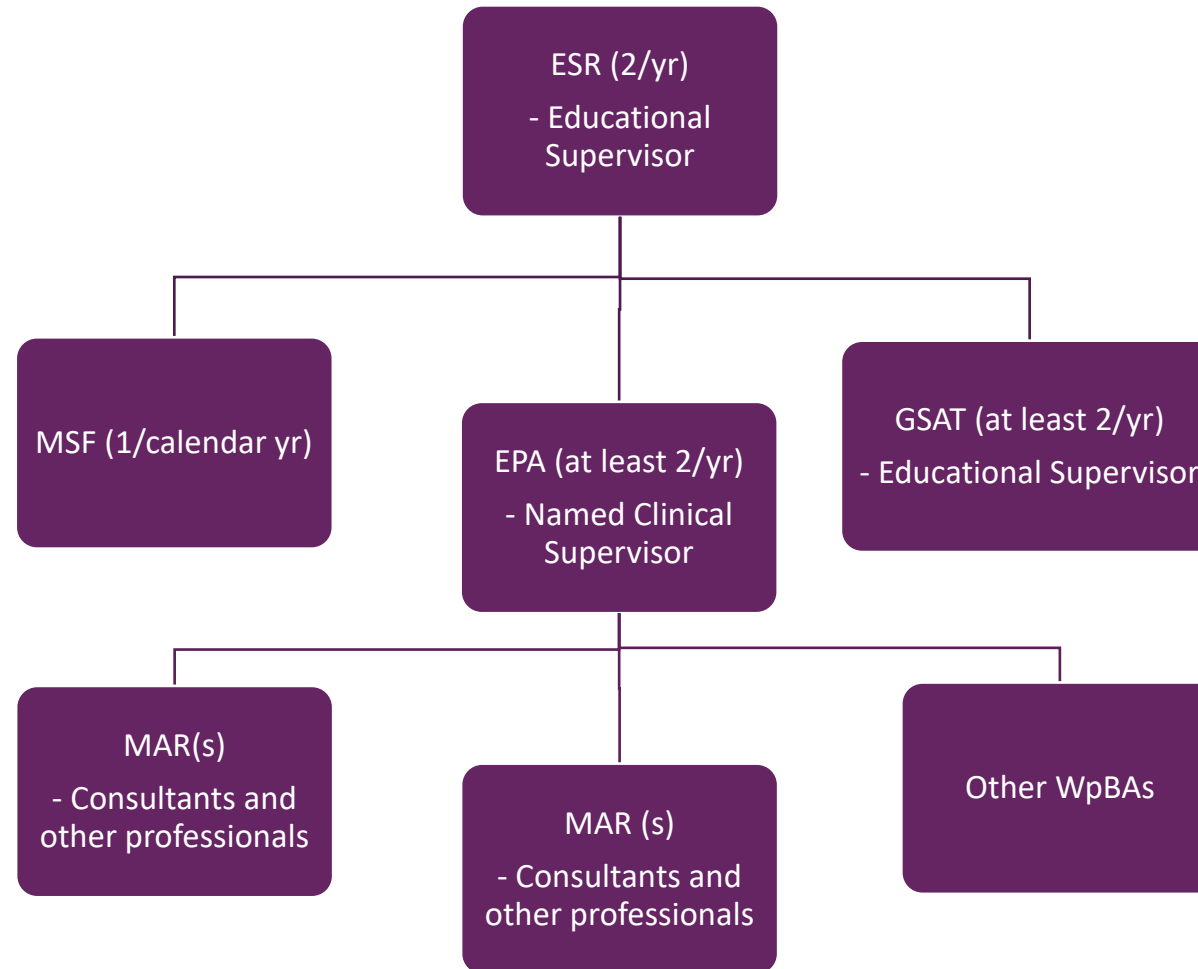 ESR (2/yr)
- Educational
Supervisor
MSF (1/calendar yr)
EPA (at least 2/yr)
- Named Clinical
Supervisor
GSAT (at least 2/yr)
- Educational Supervisor
MAR(s)
- Consultants and
other professionals
MAR (s)
- Consultants and
other professionals
Other WpBAs